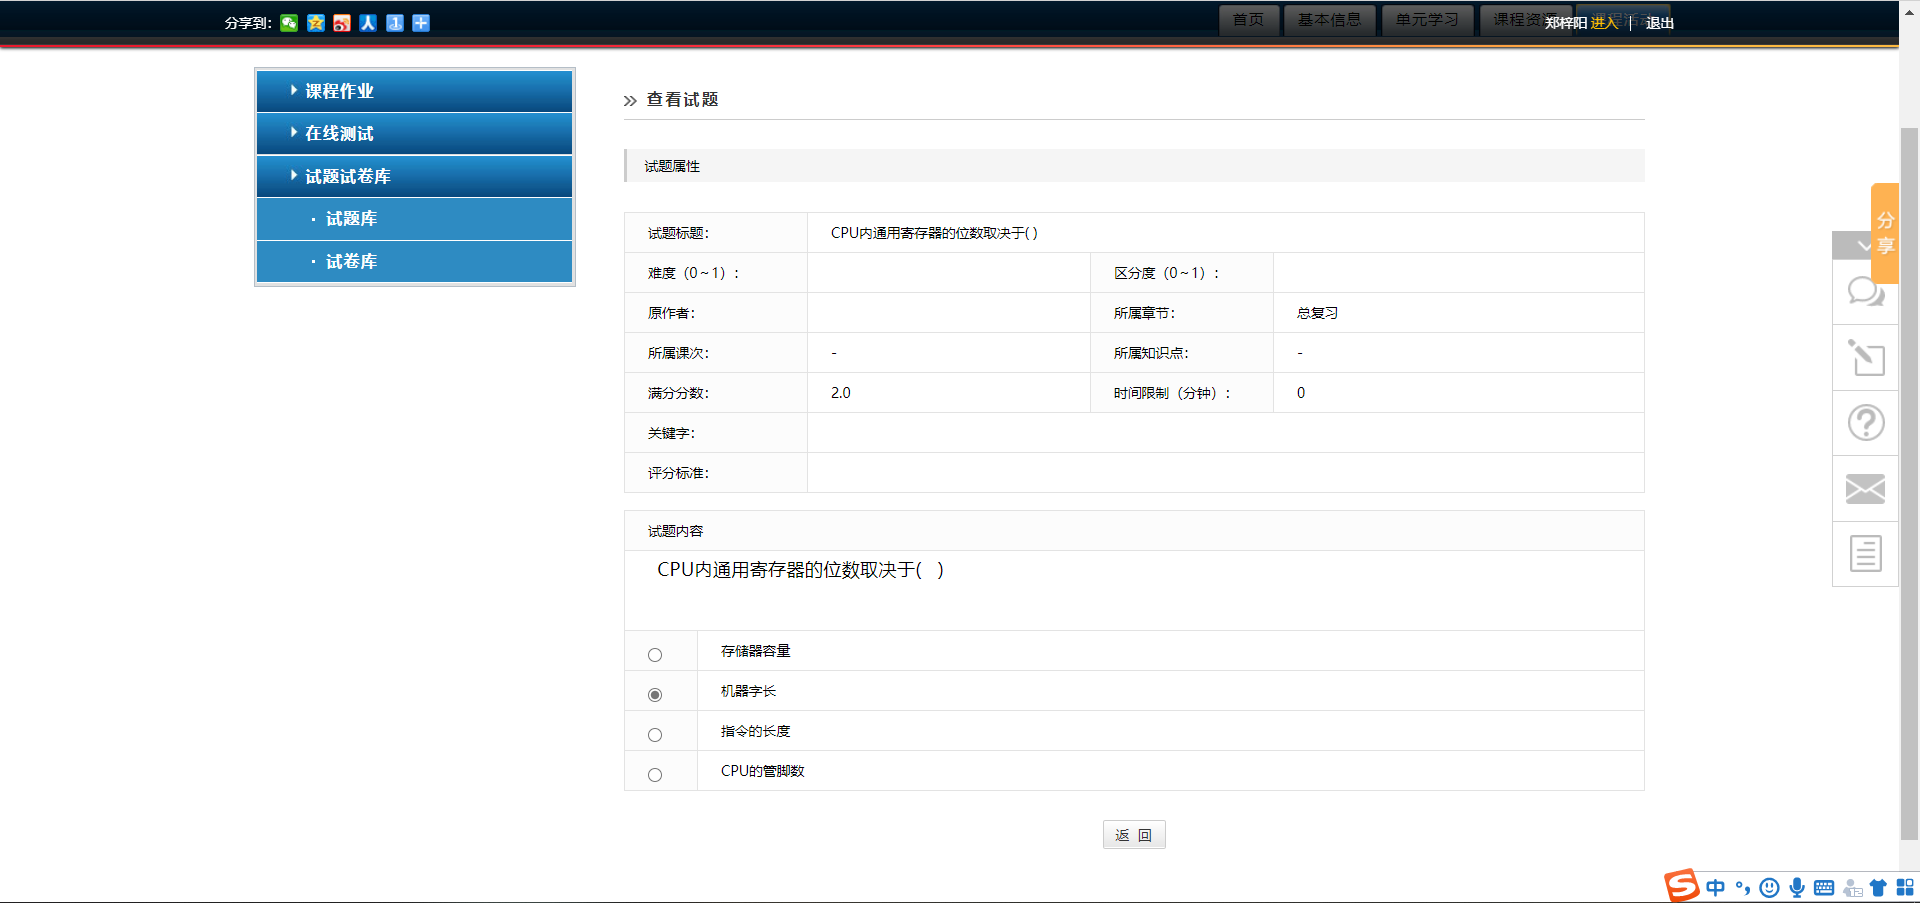 分享到:
首页
基本信息
单元学习
课程资源
郑梓阳 进入 | 退出
课程作业
在线测试
试题试卷库
· 试题库
· 试卷库
查看试题
试题属性
试题标题: CPU内通用寄存器的位数取决于( )
难度（0～1）: 区分度（0～1）:
原作者: 所属章节: 总复习
所属课次: - 所属知识点: -
满分分数: 2.0 时间限制（分钟）: 0
关键字:
评分标准:
试题内容
CPU内通用寄存器的位数取决于( )
存储器容量
机器字长
指令的长度
CPU的管脚数
返 回
分享
中